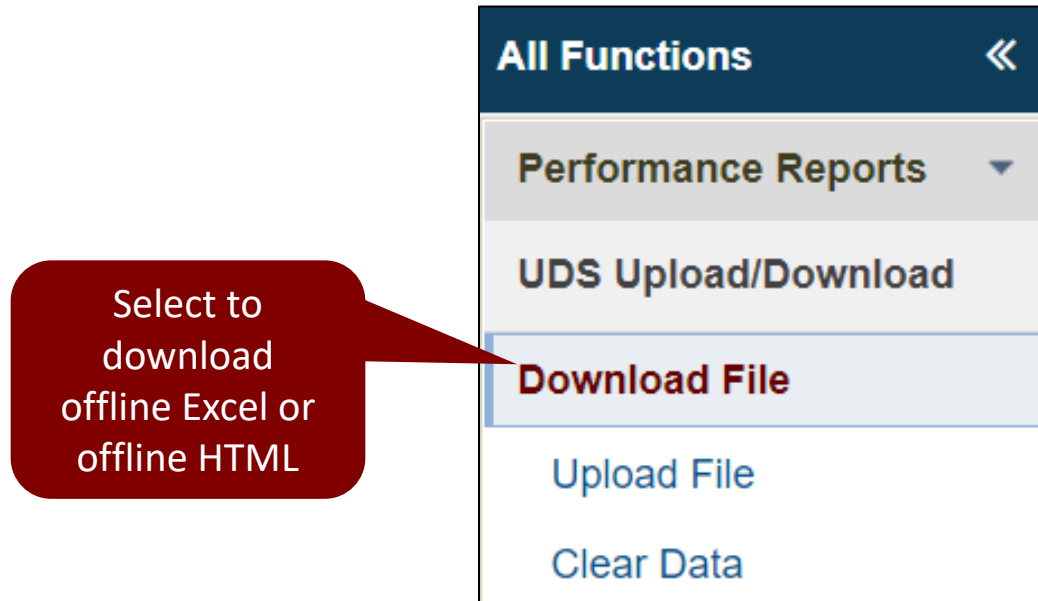 All Functions
Performance Reports
UDS Upload/Download
Select to
download
offline Excel or
offline HTML
Download File
Upload File
Clear Data